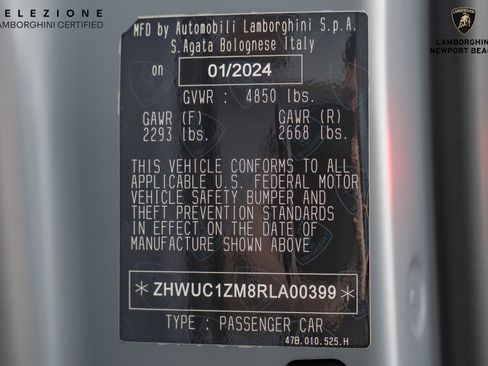 SELEZIONE
LAMBORGHINI CERTIFIED
LAMBORGHINI
NEWPORT BEACH
MFD by Automobili Lamborghini S.p.A.
S.Agata Bolognese Italy
on 01/2024
GVWR : 4850 lbs.
GAWR (F) GAWR (R)
2293 lbs. 2668 lbs.
THIS VEHICLE CONFORMS TO ALL
APPLICABLE U.S. FEDERAL MOTOR
VEHICLE SAFETY BUMPER AND
THEFT PREVENTION STANDARDS
IN EFFECT ON THE DATE OF
MANUFACTURE SHOWN ABOVE
*ZHWUC1ZM8RLA00399*
TYPE : PASSENGER CAR
47B.010.525.H